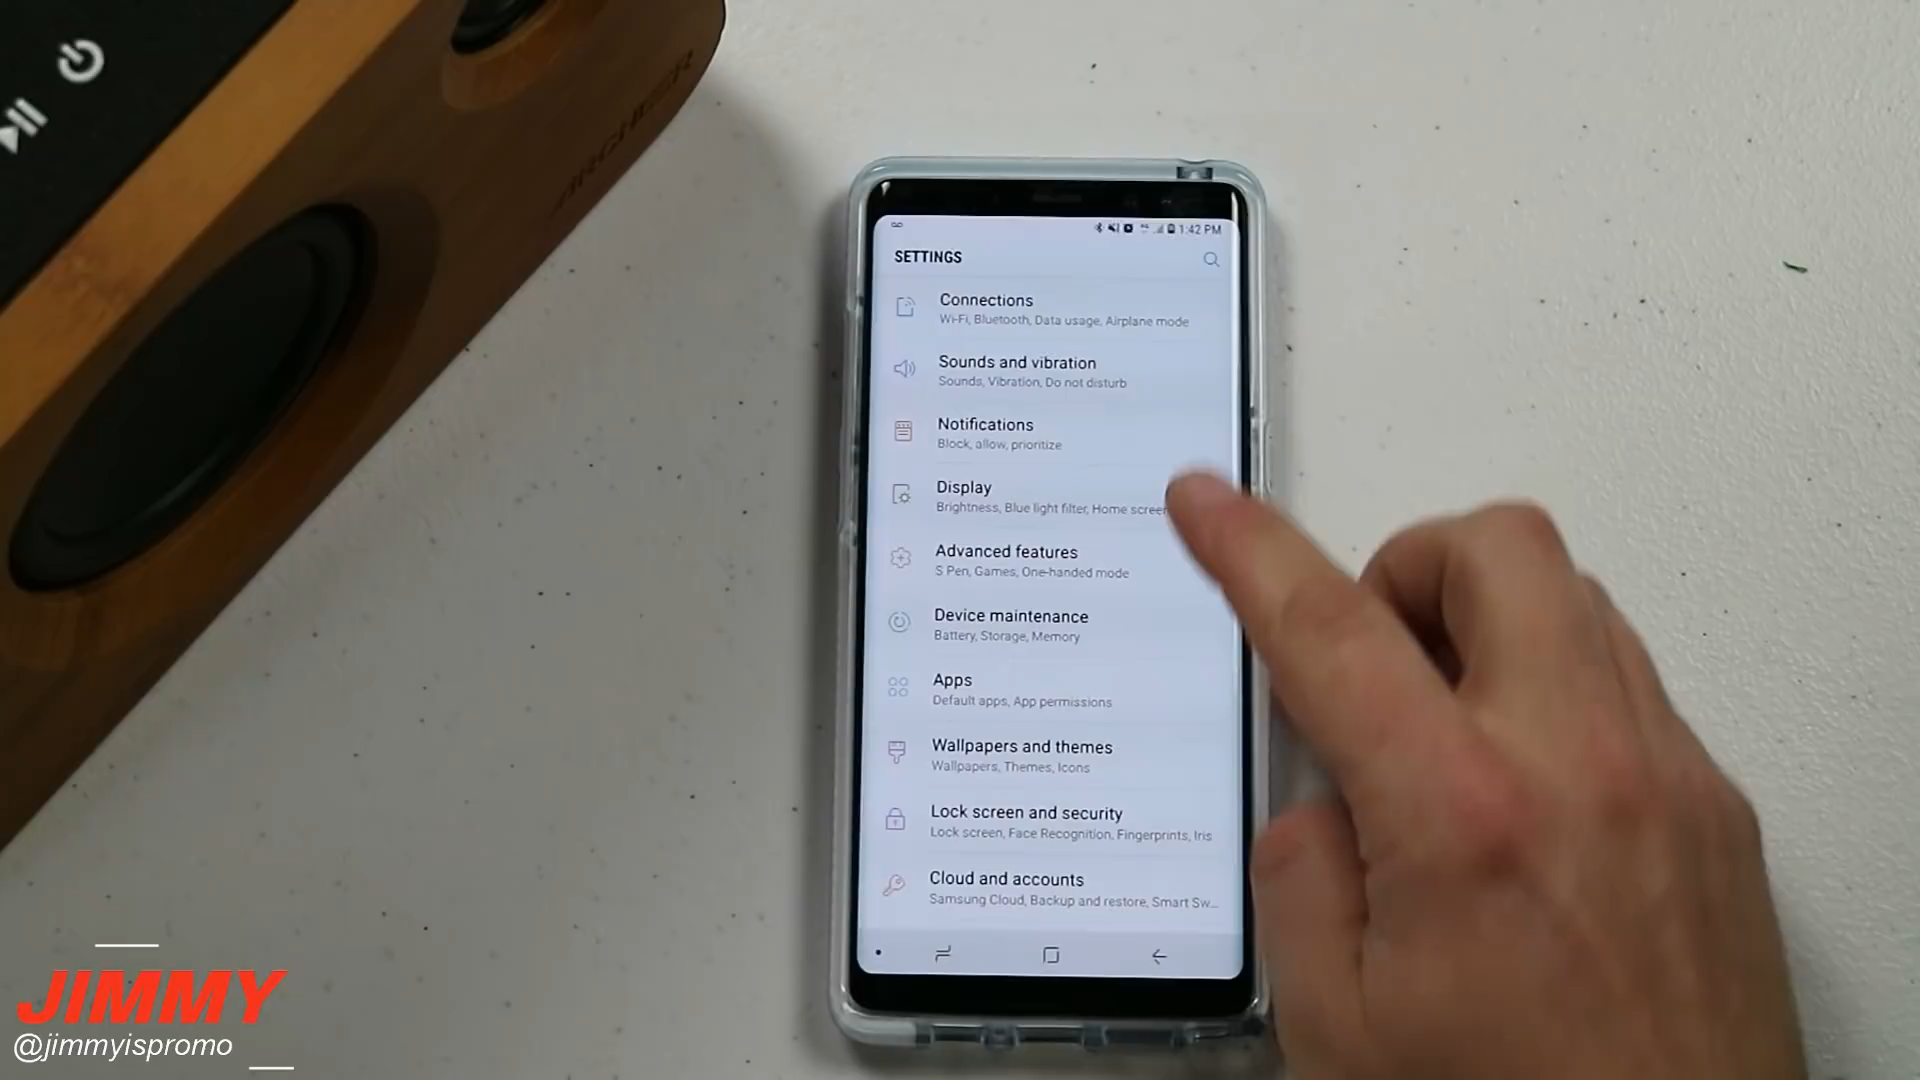 ARCHEER
1:42 PM
SETTINGS
Connections
Wi-Fi, Bluetooth, Data usage, Airplane mode
Sounds and vibration
Sounds, Vibration, Do not disturb
Notifications
Block, allow, prioritize
Display
Brightness, Blue light filter, Home screen
Advanced features
S Pen, Games, One-handed mode
Device maintenance
Battery, Storage, Memory
Apps
Default apps, App permissions
Wallpapers and themes
Wallpapers, Themes, Icons
Lock screen and security
Lock screen, Face Recognition, Fingerprints, Iris
Cloud and accounts
Samsung Cloud, Backup and restore, Smart Sw...
JIMMY
@jimmyispromo